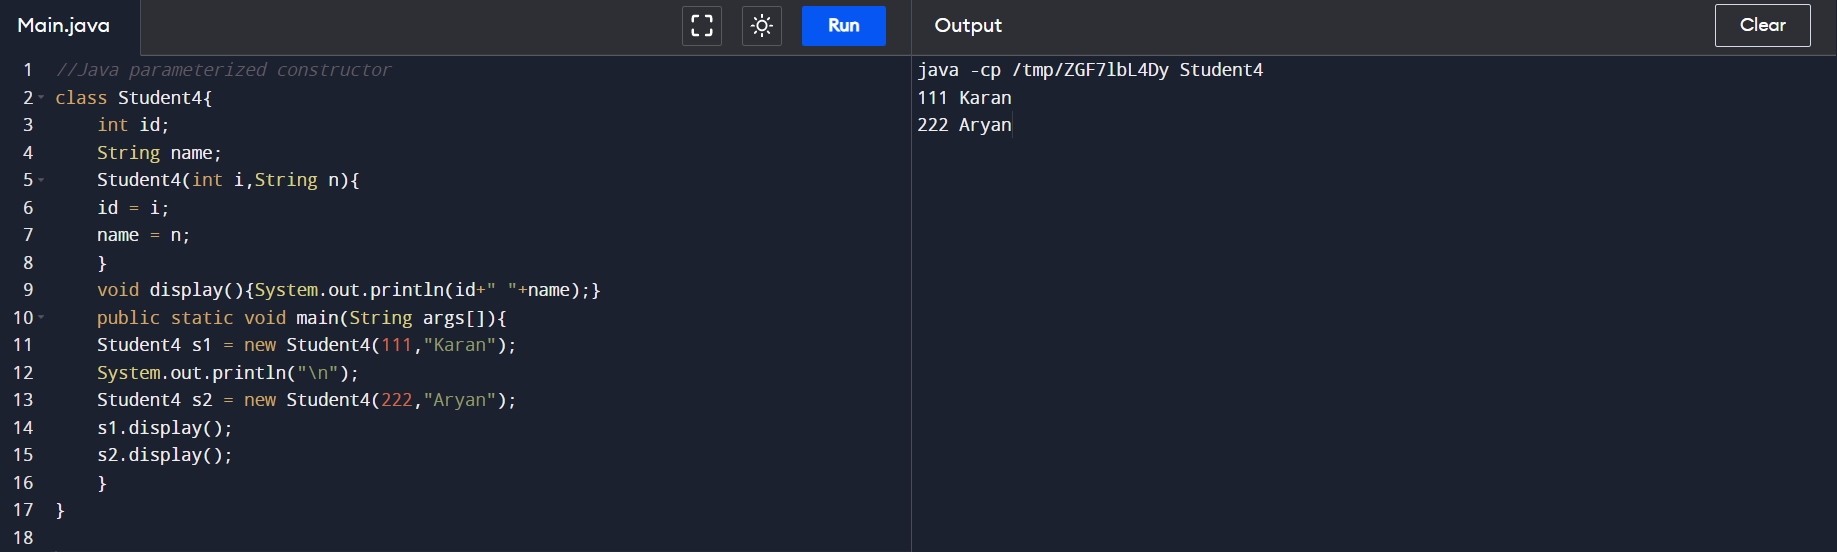 Main.java
Run
Output
Clear
1 //Java parameterized constructor
2 class Student4{
3 int id;
4 String name;
5 Student4(int i,String n){
6 id = i;
7 name = n;
8 }
9 void display(){System.out.println(id+" "+name);}
10 public static void main(String args[]){
11 Student4 s1 = new Student4(111,"Karan");
12 System.out.println("\n");
13 Student4 s2 = new Student4(222,"Aryan");
14 s1.display();
15 s2.display();
16 }
17 }
18
java -cp /tmp/ZGF7lbL4Dy Student4
111 Karan
222 Aryan